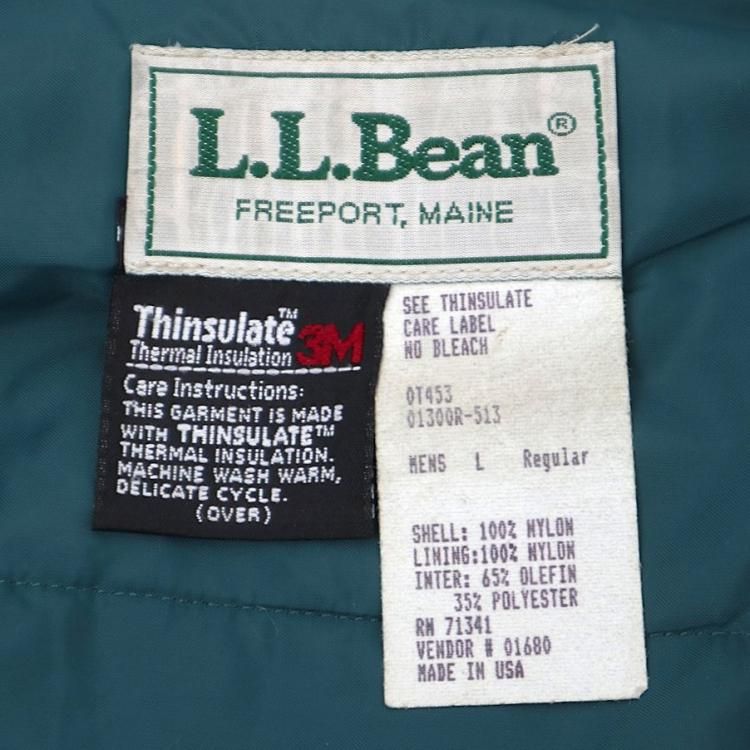 L.L.Bean®
FREEPORT, MAINE
Thinsulate™
Thermal Insulation 3M
Care Instructions:
THIS GARMENT IS MADE
WITH THINSULATE™
THERMAL INSULATION.
MACHINE WASH WARM,
DELICATE CYCLE.
(OVER)
SEE THINSULATE
CARE LABEL
NO BLEACH
OT453
01300R-513
MENS L Regular
SHELL: 100% NYLON
LINING:100% NYLON
INTER: 65% OLEFIN
35% POLYESTER
RN 71341
VENDOR # 01680
MADE IN USA